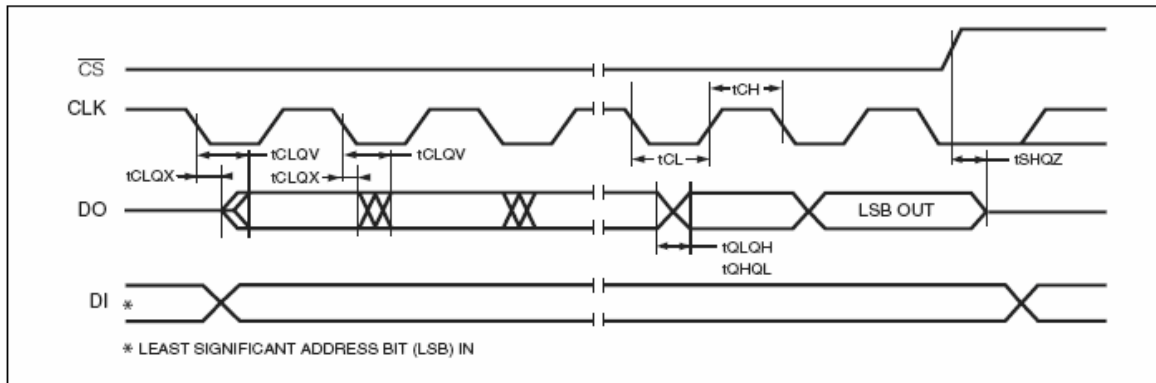 CS
CLK
tCH
tCLQV
tCLQV
tCL
tSHQZ
tCLQX
tCLQX
DO
LSB OUT
tQLQH
tQHQL
DI *
* LEAST SIGNIFICANT ADDRESS BIT (LSB) IN